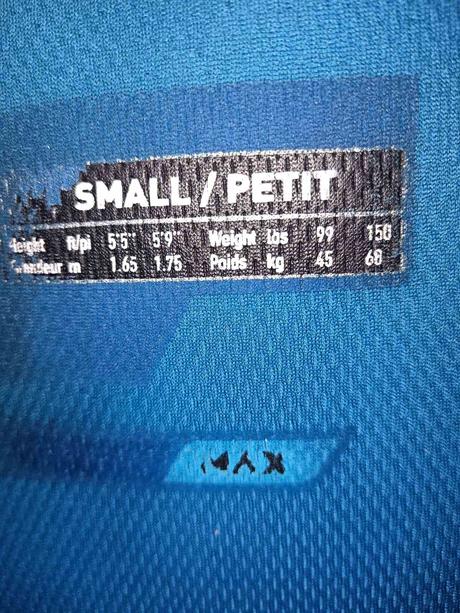 SMALL / PETIT
Height ft/pi 5'5" 5'9" Weight lbs 99 150
m 1.65 1.75 Poids kg 45 68
MAX